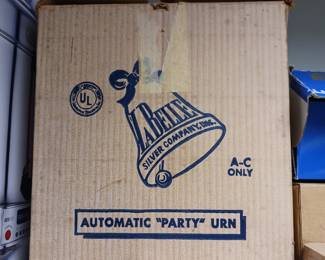 UL
LABELLE
SILVER COMPANY, INC.
A-C
ONLY
AUTOMATIC "PARTY" URN